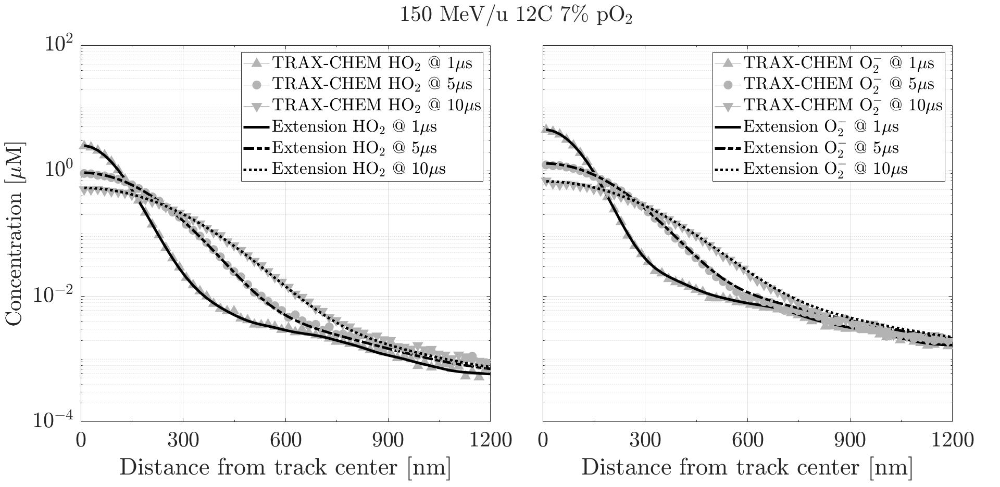 150 MeV/u 12C 7% pO₂
10²
10⁰
10⁻²
10⁻⁴
Concentration [μM]
TRAX-CHEM HO₂ @ 1μs
TRAX-CHEM HO₂ @ 5μs
TRAX-CHEM HO₂ @ 10μs
Extension HO₂ @ 1μs
Extension HO₂ @ 5μs
Extension HO₂ @ 10μs
0 300 600 900 1200
Distance from track center [nm]
TRAX-CHEM O₂⁻ @ 1μs
TRAX-CHEM O₂⁻ @ 5μs
TRAX-CHEM O₂⁻ @ 10μs
Extension O₂⁻ @ 1μs
Extension O₂⁻ @ 5μs
Extension O₂⁻ @ 10μs
0 300 600 900 1200
Distance from track center [nm]